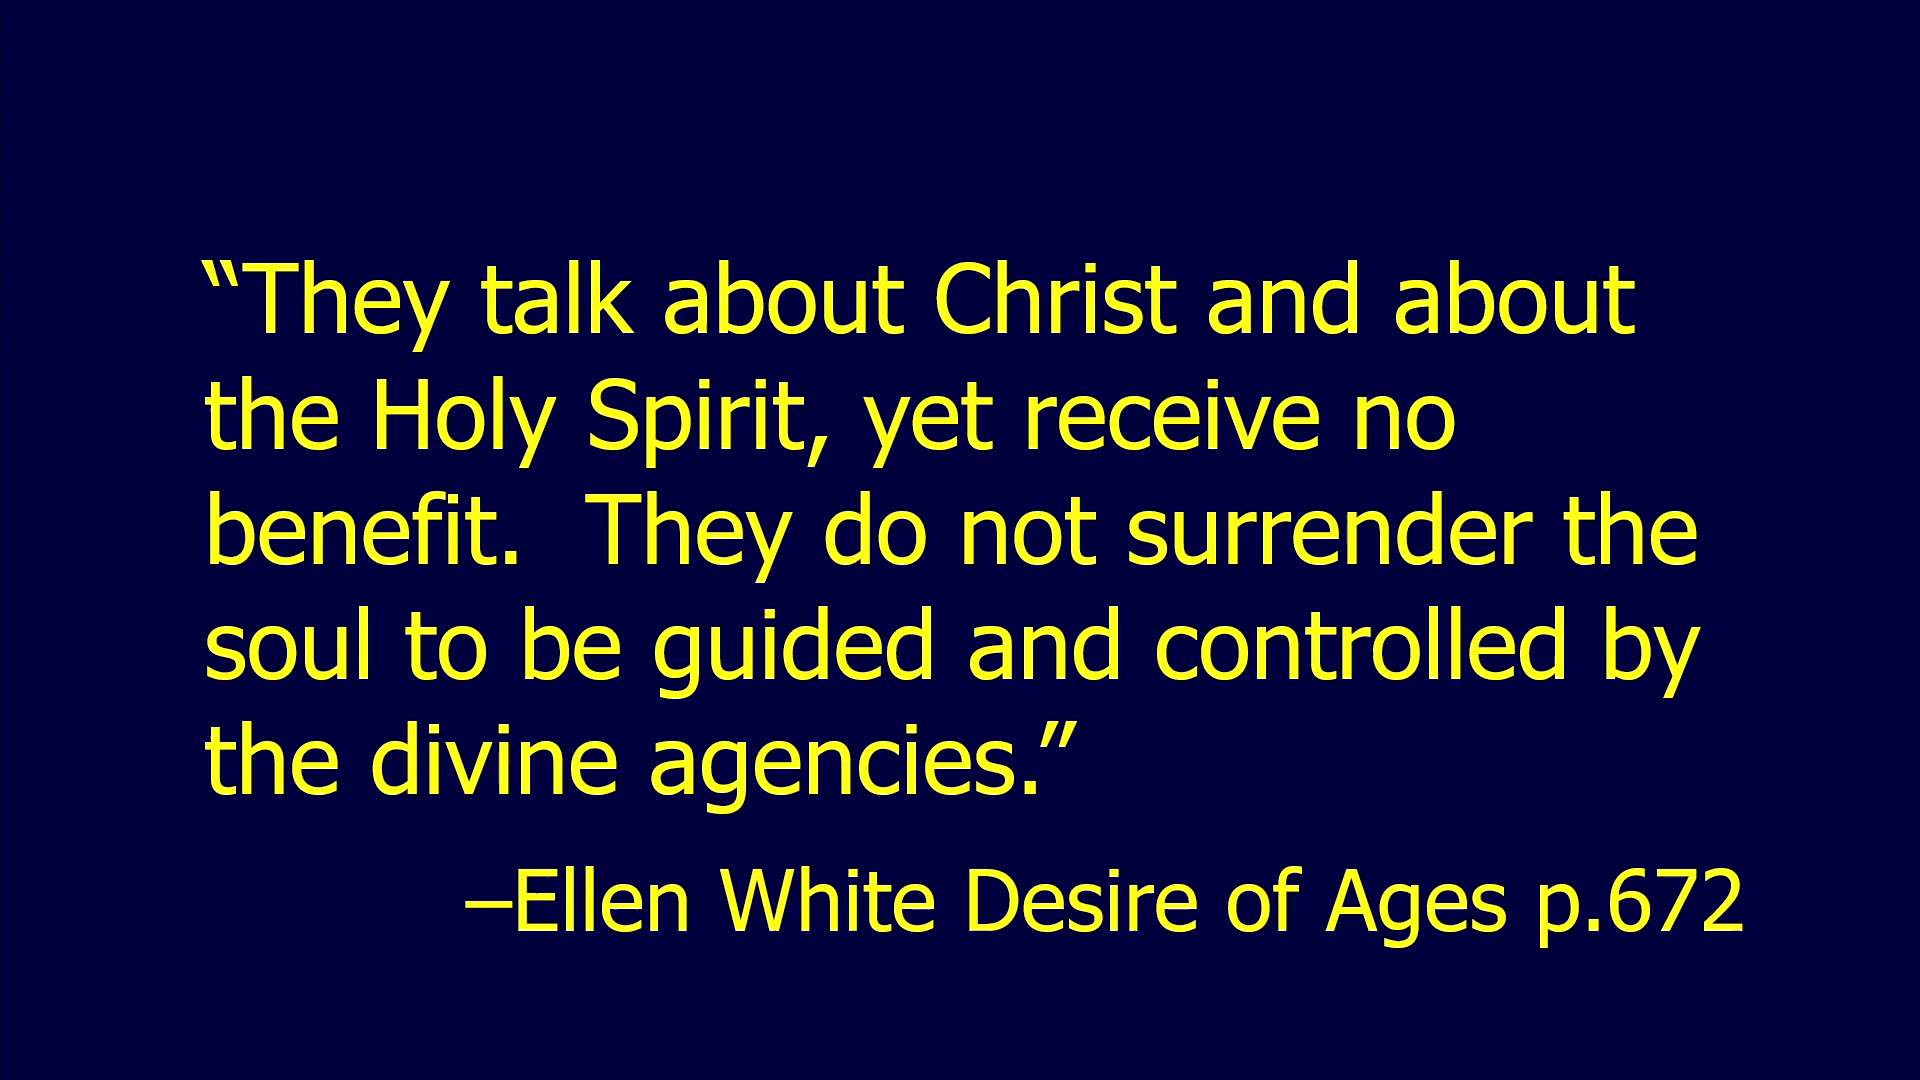 “They talk about Christ and about
the Holy Spirit, yet receive no
benefit.  They do not surrender the
soul to be guided and controlled by
the divine agencies.”
–Ellen White Desire of Ages p.672